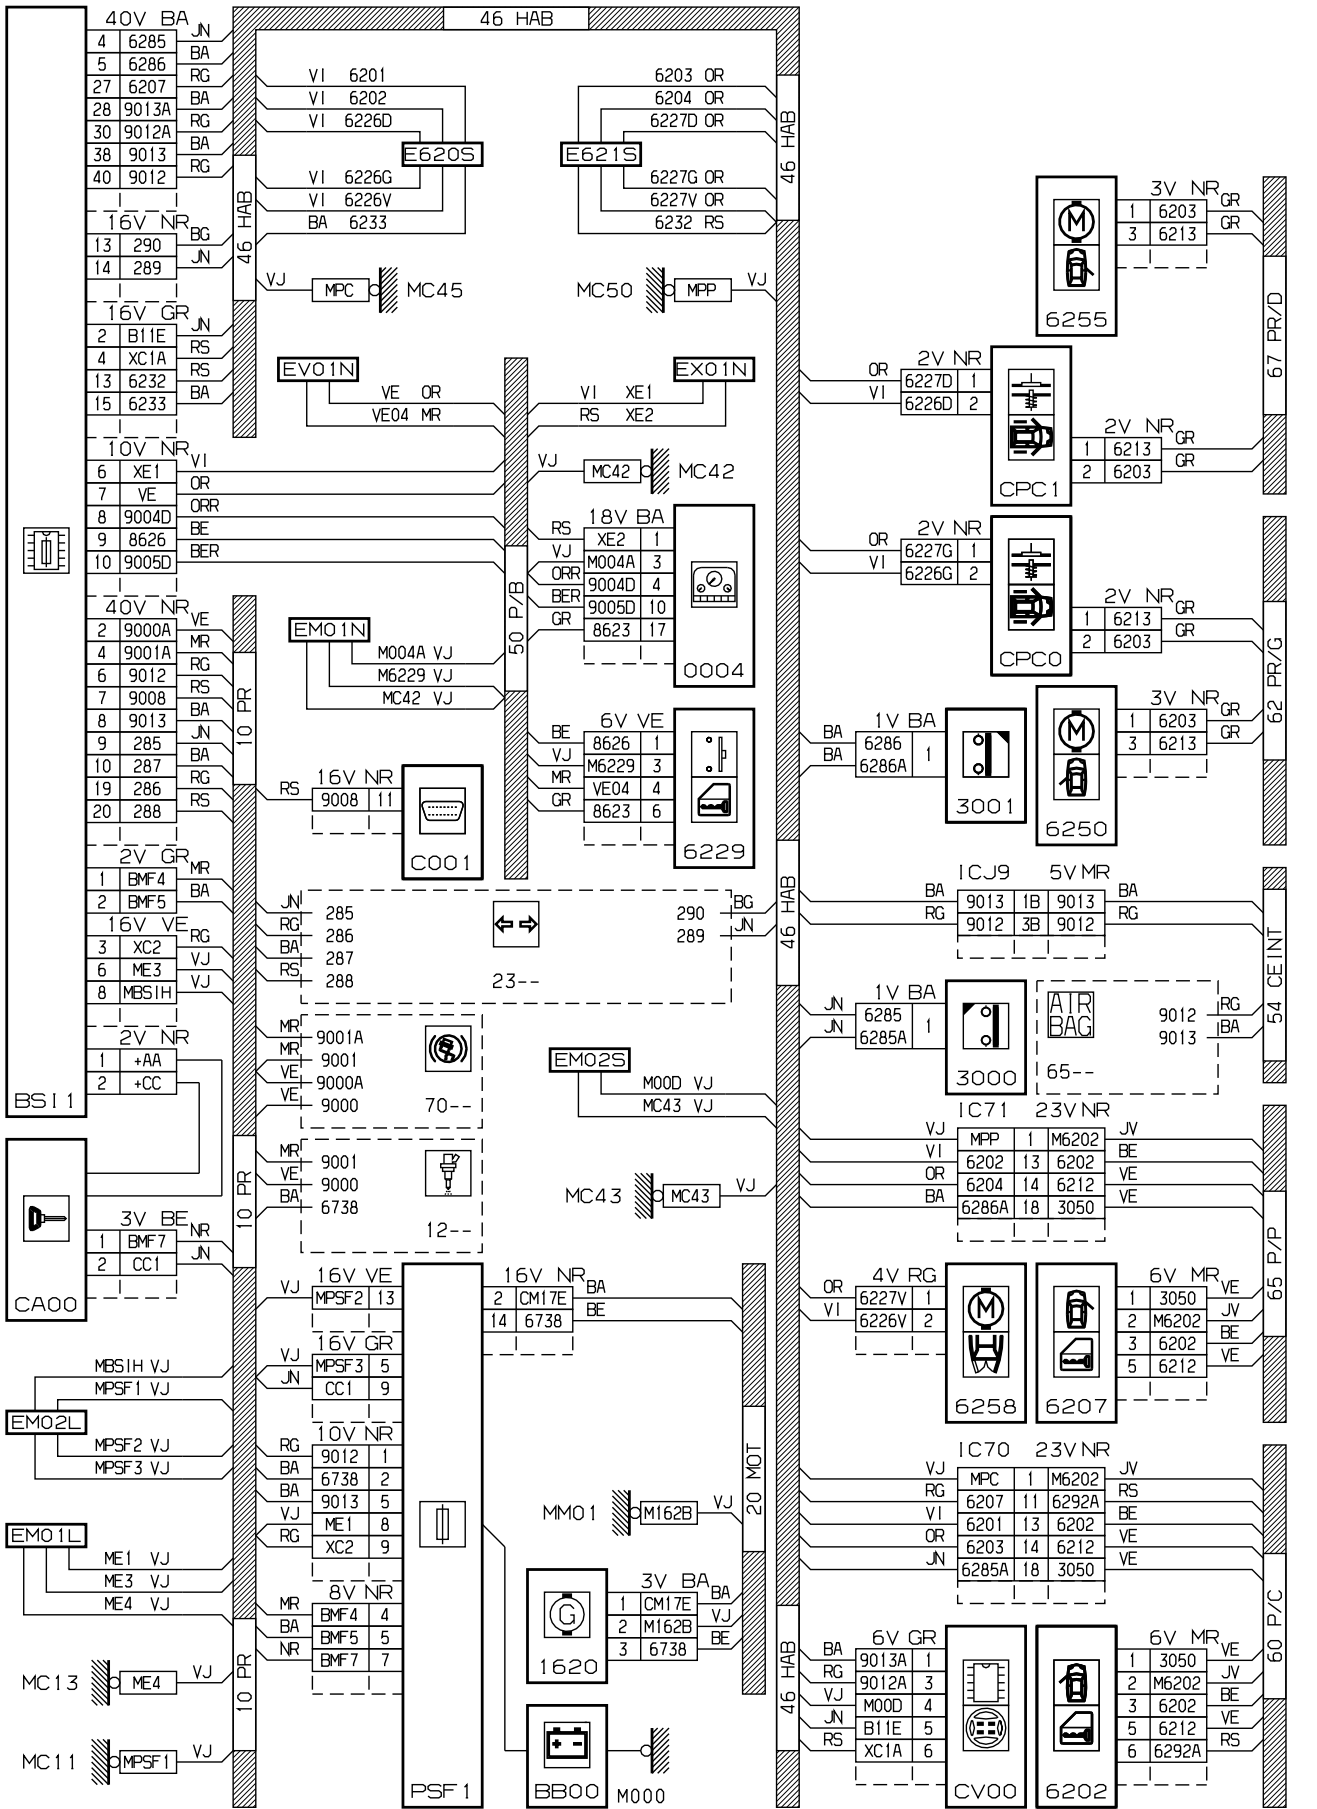 46 HAB
40V BA
4 6285 JN
5 6286 BA
27 6207 RG
28 9013A BA
30 9012A RG
38 9013 BA
40 9012 RG
16V NR
13 290 BG
14 289 JN
16V GR
2 B11E JN
4 XC1A RS
13 6232 RS
15 6233 BA
10V NR
6 XE1 VI
7 VE OR
8 9004D ORR
9 8626 BE
10 9005D BER
40V NR
2 9000A VE
4 9001A MR
6 9012 RG
7 9008 RS
8 9013 BA
9 285 JN
10 287 BA
19 286 RG
20 288 RS
2V GR
1 BMF4 MR
2 BMF5 BA
16V VE
3 XC2 RG
6 ME3 VJ
8 MBSIH VJ
2V NR
1 +AA
2 +CC
BSI1
3V BE
1 BMF7 NR
2 CC1 JN
CA00
MBSIH VJ
MPSF1 VJ
EM02L
MPSF2 VJ
MPSF3 VJ
EM01L
ME1 VJ
ME3 VJ
ME4 VJ
MC13 ME4 VJ
MC11 MPSF1 VJ
46 HAB
10 PR
10 PR
10 PR
VI 6201
VI 6202
VI 6226D
E620S
VI 6226G
VI 6226V
BA 6233
VJ MPC MC45
6203 OR
6204 OR
6227D OR
E621S
6227G OR
6227V OR
6232 RS
MC50 MPP VJ
46 HAB
EV01N
VE OR
VE04 MR
EX01N
VI XE1
RS XE2
VJ MC42 MC42
50 P/B
18V BA
RS XE2 1
VJ M004A 3
ORR 9004D 4
BER 9005D 10
GR 8623 17
0004
EM01N
M004A VJ
M6229 VJ
MC42 VJ
6V VE
BE 8626 1
VJ M6229 3
MR VE04 4
GR 8623 6
6229
16V NR
RS 9008 11
C001
JN 285
RG 286
BA 287
RS 288
290 BG
289 JN
23--
MR 9001A
MR 9001
VE 9000A
VE 9000
70--
MR 9001
VE 9000
BA 6738
12--
EM02S
M00D VJ
MC43 VJ
MC43 MC43 VJ
16V VE
VJ MPSF2 13
16V GR
VJ MPSF3 5
JN CC1 9
10V NR
RG 9012 1
BA 6738 2
BA 9013 5
VJ ME1 8
RG XC2 9
8V NR
MR BMF4 4
BA BMF5 5
NR BMF7 7
PSF1
16V NR
2 CM17E BA
14 6738 BE
20 MOT
MM01 M162B VJ
G
3V BA
1 CM17E BA
2 M162B VJ
3 6738 BE
1620
+ -
BB00
M000
46 HAB
46 HAB
M
3V NR
1 6203 GR
3 6213 GR
6255
67 PR/D
2V NR
OR 6227D 1
VI 6226D 2
CPC1
2V NR
1 6213 GR
2 6203 GR
2V NR
OR 6227G 1
VI 6226G 2
CPC0
2V NR
1 6213 GR
2 6203 GR
62 PR/G
M
3V NR
1 6203 GR
3 6213 GR
6250
1V BA
BA 6286
BA 6286A
1
3001
IC J9 5V MR
BA 9013 1B 9013 BA
RG 9012 3B 9012 RG
54 CEINT
1V BA
JN 6285
JN 6285A
1
3000
AIR
BAG
9012 RG
9013 BA
65--
IC71 23V NR
VJ MPP 1 M6202 JV
VI 6202 13 6202 BE
OR 6204 14 6212 VE
BA 6286A 18 3050 VE
65 P/P
4V RG
OR 6227V 1
VI 6226V 2
M
6258
6V MR
1 3050 VE
2 M6202 JV
3 6202 BE
5 6212 VE
6207
IC70 23V NR
VJ MPC 1 M6202 JV
RG 6207 11 6292A RS
VI 6201 13 6202 BE
OR 6203 14 6212 VE
JN 6285A 18 3050 VE
60 P/C
6V GR
BA 9013A 1
RG 9012A 3
VJ M00D 4
JN B11E 5
RS XC1A 6
CV00
6V MR
1 3050 VE
2 M6202 JV
3 6202 BE
5 6212 VE
6 6292A RS
6202